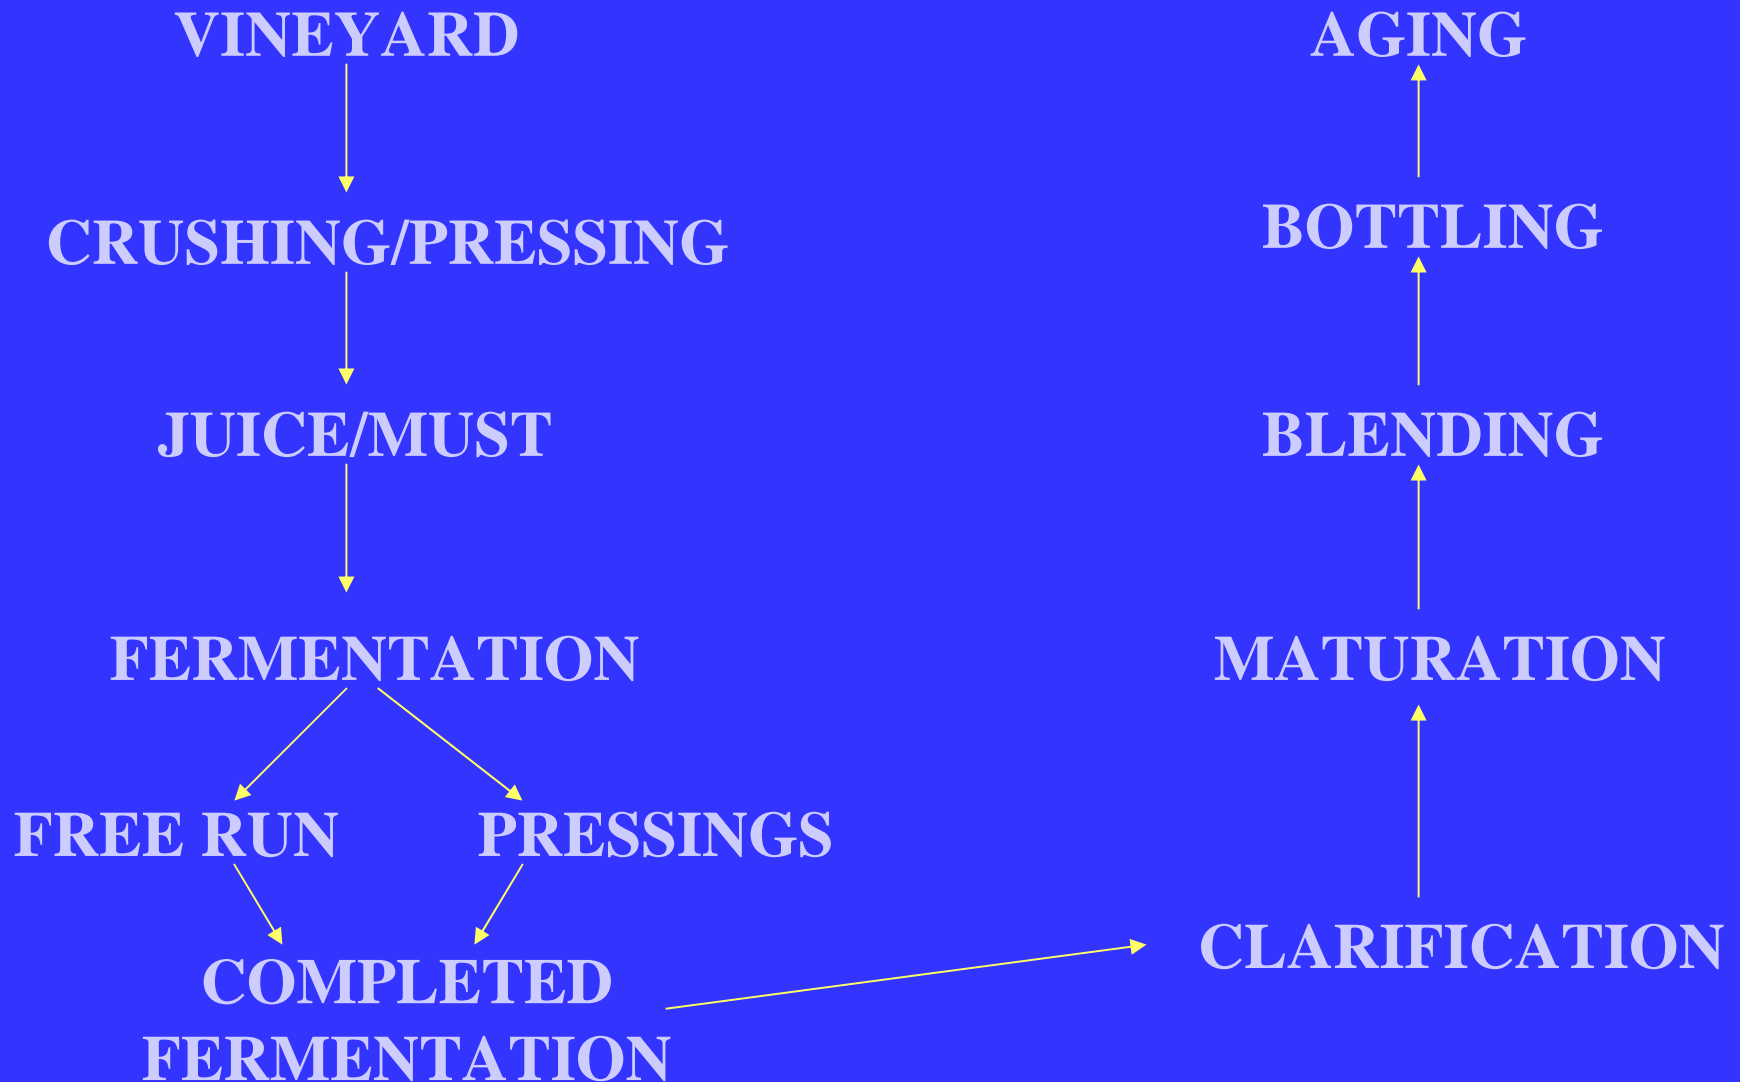 VINEYARD
CRUSHING/PRESSING
JUICE/MUST
FERMENTATION
FREE RUN
PRESSINGS
COMPLETED
FERMENTATION
CLARIFICATION
MATURATION
BLENDING
BOTTLING
AGING